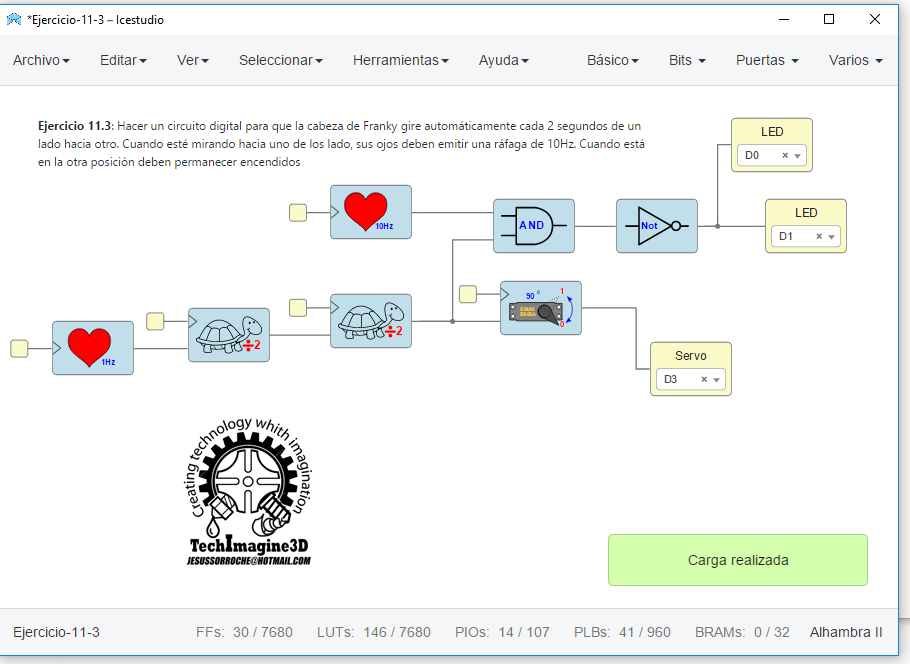 *Ejercicio-11-3 – Icestudio
Archivo Editar Ver Seleccionar Herramientas Ayuda Básico Bits Puertas Varios
Ejercicio 11.3: Hacer un circuito digital para que la cabeza de Franky gire automáticamente cada 2 segundos de un
lado hacia otro. Cuando esté mirando hacia uno de los lado, sus ojos deben emitir una ráfaga de 10Hz. Cuando está
en la otra posición deben permanecer encendidos
LED
D0
10Hz
AND
Not
LED
D1
90 °
1
0
÷2
÷2
1Hz
Servo
D3
Creating technology whith imagination
TechImagine3D
JESUSSORROCHE@HOTMAIL.COM
Carga realizada
Ejercicio-11-3 FFs: 30 / 7680 LUTs: 146 / 7680 PIOs: 14 / 107 PLBs: 41 / 960 BRAMs: 0 / 32 Alhambra II